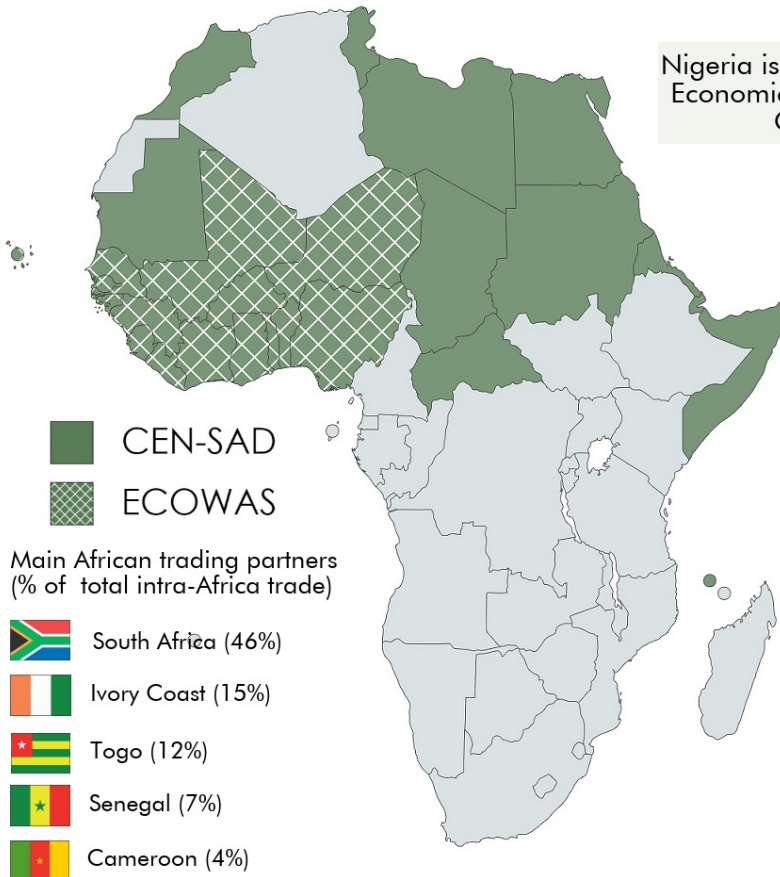 Nigeria is
Economic
CEN-SAD
ECOWAS
Main African trading partners
(% of total intra-Africa trade)
South Africa (46%)
Ivory Coast (15%)
Togo (12%)
Senegal (7%)
Cameroon (4%)